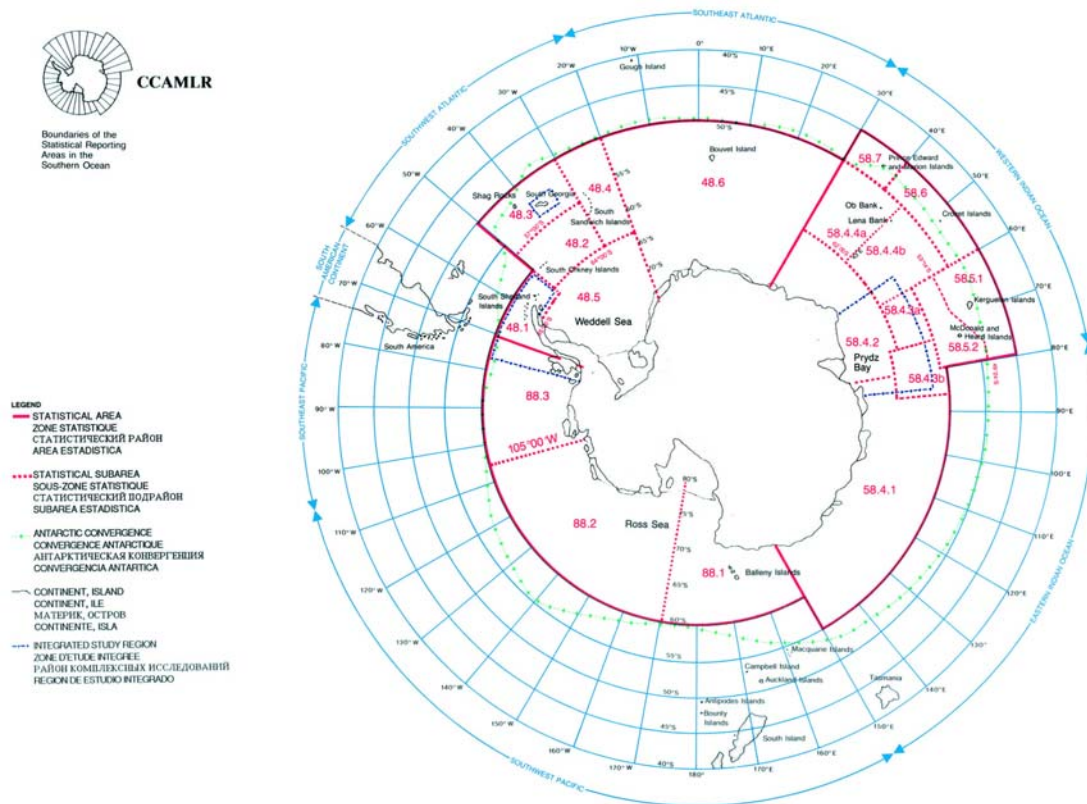 CCAMLR
Boundaries of the
Statistical Reporting
Areas in the
Southern Ocean
LEGEND
STATISTICAL AREA
ZONE STATISTIQUE
СТАТИСТИЧЕСКИЙ РАЙОН
AREA ESTADISTICA
STATISTICAL SUBAREA
SOUS-ZONE STATISTIQUE
СТАТИСТИЧЕСКИЙ ПОДРАЙОН
SUBAREA ESTADISTICA
ANTARCTIC CONVERGENCE
CONVERGENCE ANTARCTIQUE
АНТАРКТИЧЕСКАЯ КОНВЕРГЕНЦИЯ
CONVERGENCIA ANTARTICA
CONTINENT, ISLAND
CONTINENT, ILE
МАТЕРИК, ОСТРОВ
CONTINENTE, ISLA
INTEGRATED STUDY REGION
ZONE D'ETUDE INTEGREE
РАЙОН КОМПЛЕКСНЫХ ИССЛЕДОВАНИЙ
REGION DE ESTUDIO INTEGRADO
SOUTHEAST ATLANTIC
WESTERN INDIAN OCEAN
EASTERN INDIAN OCEAN
SOUTHWEST PACIFIC
SOUTHEAST PACIFIC
SOUTH AMERICAN CONTINENT
SOUTHWEST ATLANTIC
0°
10°E
20°E
30°E
40°E
50°E
60°E
70°E
80°E
90°E
100°E
110°E
120°E
130°
140°E
150°E
160°E
170°E
180°
170°W
160°W
150°W
140°W
130°W
120°W
110°W
100°W
90°W
80°W
70°W
60°W
50°W
40°W
30°W
20°W
10°W
40°S
45°S
50°S
Gough Island
Bouvet Island
48.6
48.4
55°S
60°S
65°S
70°S
Shag Rocks
South Georgia
48.3
South
Sandwich Islands
48.2
64°00'S
South Orkney Islands
48.5
South Shetland
Islands
48.1
Weddell Sea
South America
88.3
105°00'W
88.2
Ross Sea
80°S
75°S
70°S
65°S
60°S
88.1
Balleny Islands
58.4.1
58.7
Prince Edward
and Marion Islands
58.6
Ob Bank
Lena Bank
Crozet Islands
58.4.4a
58.4.4b
58.5.1
Kerguelen Islands
58.4.3a
McDonald and
Heard Islands
58.5.2
58.4.2
Prydz
Bay
58.4.3b
55°S
50°S
45°S
40°S
Macquarie Islands
Campbell Island
Auckland Islands
Antipodes Islands
Bounty
Islands
South Island
Tasmania